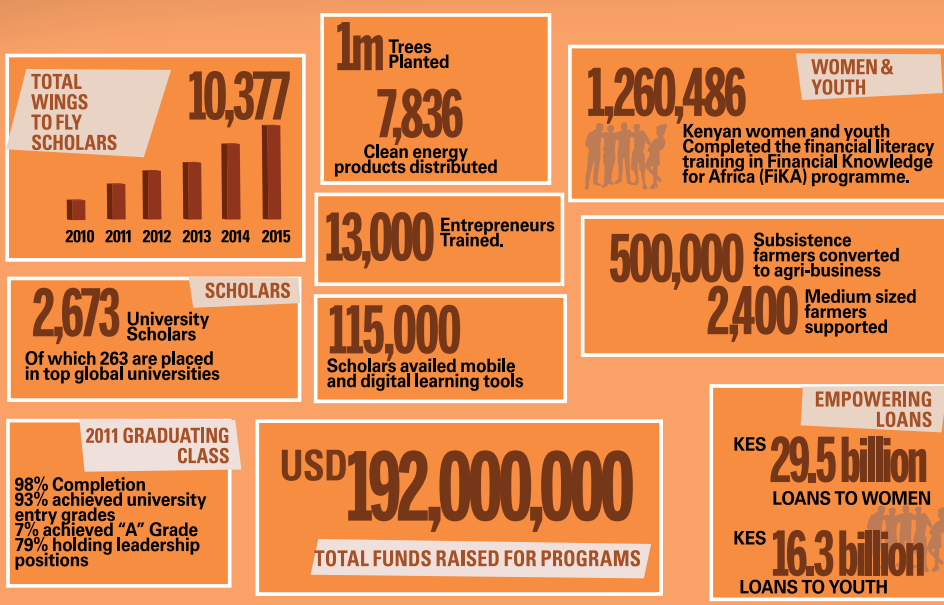 TOTAL
WINGS
TO FLY
SCHOLARS
10,377
2010 2011 2012 2013 2014 2015
SCHOLARS
2,673 University
Scholars
Of which 263 are placed
in top global universities
2011 GRADUATING
CLASS
98% Completion
93% achieved university
entry grades
7% achieved “A” Grade
79% holding leadership
positions
1m Trees
Planted
7,836
Clean energy
products distributed
13,000 Entrepreneurs
Trained.
115,000
Scholars availed mobile
and digital learning tools
USD192,000,000
TOTAL FUNDS RAISED FOR PROGRAMS
WOMEN &
YOUTH
1,260,486
Kenyan women and youth
Completed the financial literacy
training in Financial Knowledge
for Africa (FiKA) programme.
500,000 Subsistence
farmers converted
to agri-business
2,400 Medium sized
farmers
supported
EMPOWERING
LOANS
KES 29.5 billion
LOANS TO WOMEN
KES 16.3 billion
LOANS TO YOUTH